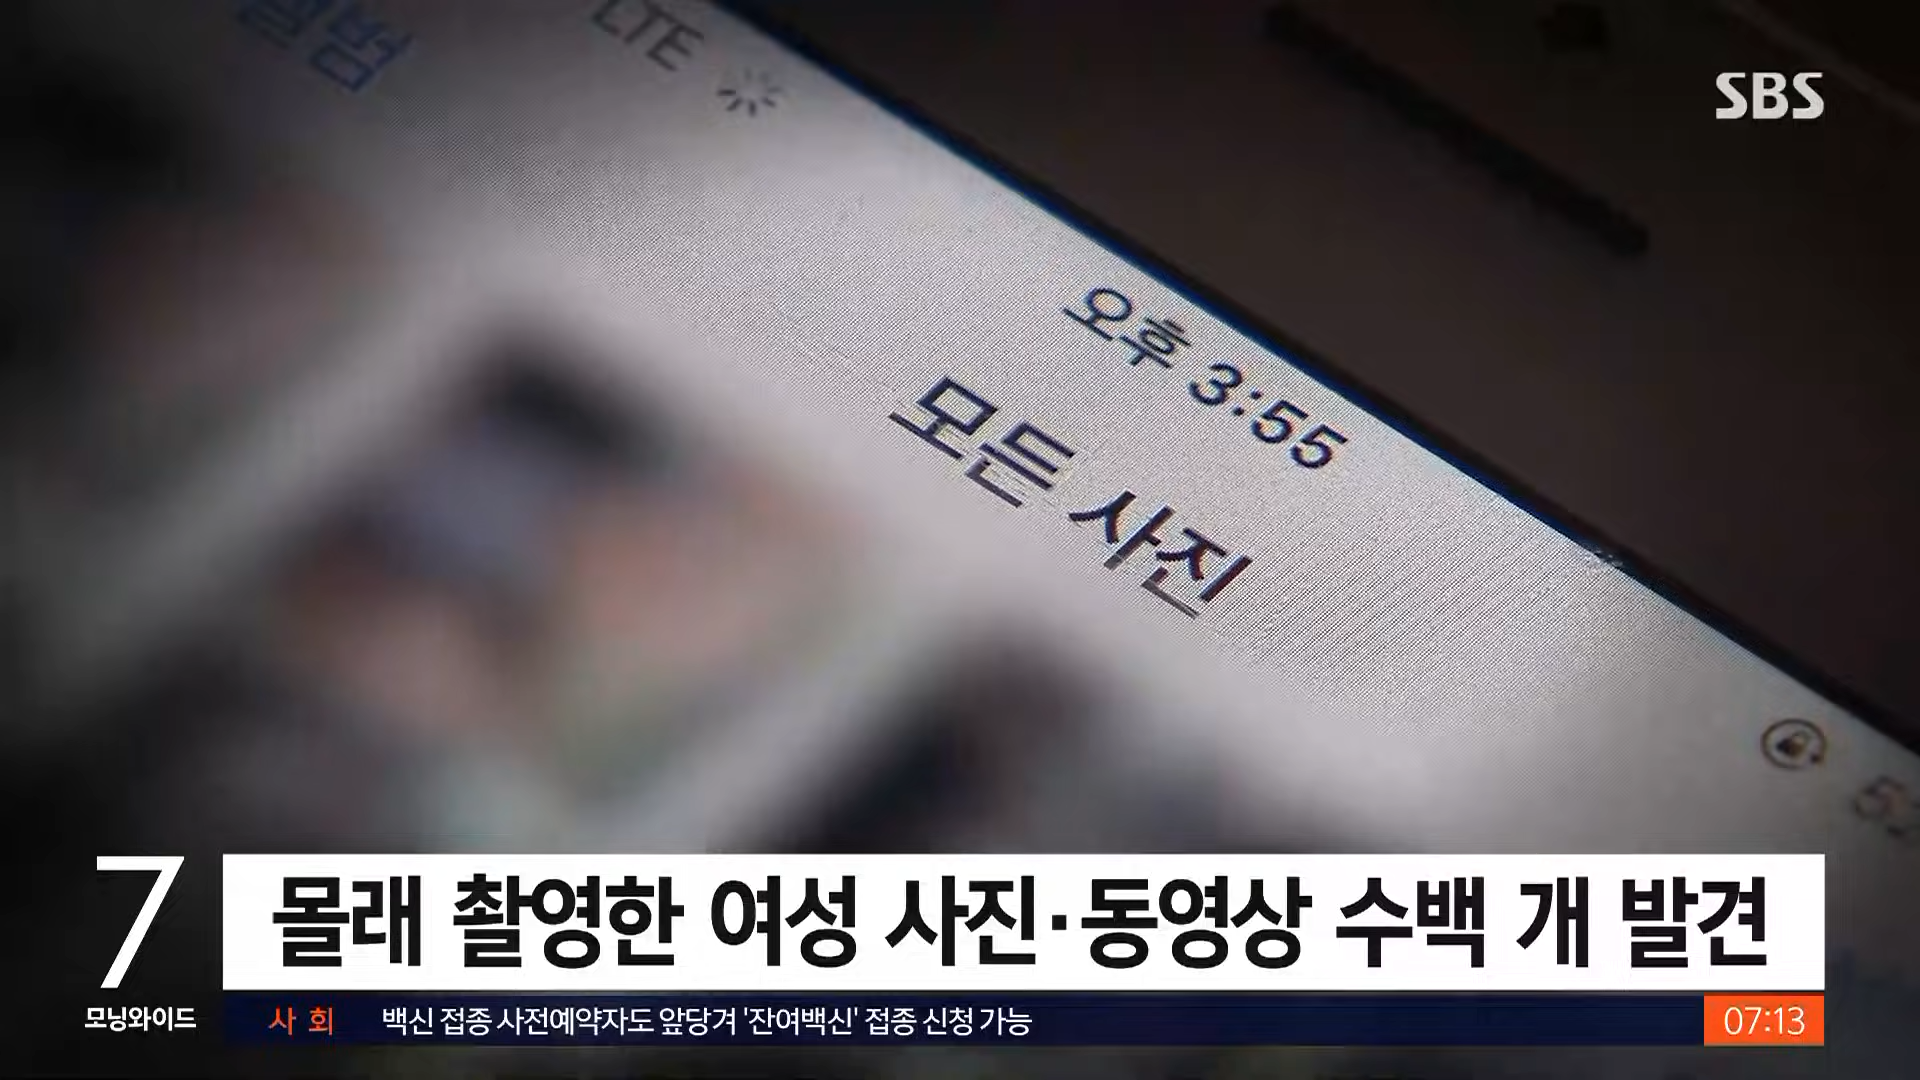 LTE
SBS
오후 3:55
모든 사진
7
몰래 촬영한 여성 사진·동영상 수백 개 발견
모닝와이드
사회
백신 접종 사전예약자도 앞당겨 '잔여백신' 접종 신청 가능
07:13